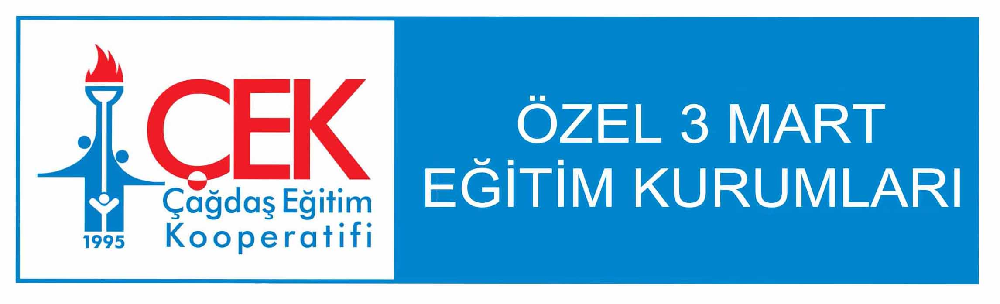 ÇEK
Çağdaş Eğitim
Kooperatifi
1995
ÖZEL 3 MART
EĞİTİM KURUMLARI